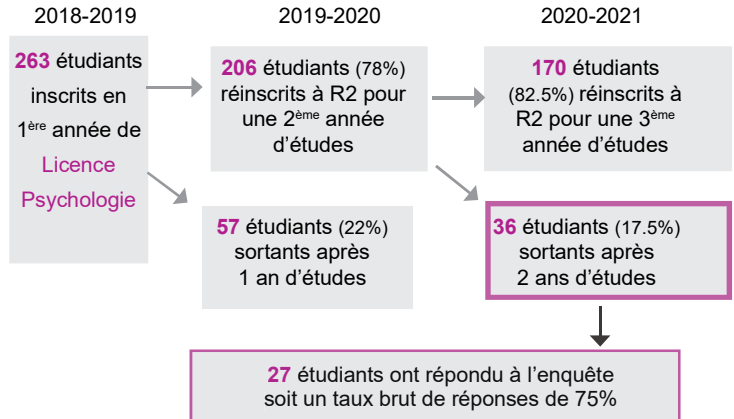 2018-2019
2019-2020
2020-2021
263 étudiants
inscrits en
1ère année de
Licence
Psychologie
206 étudiants (78%)
réinscrits à R2 pour
une 2ème année
d'études
170 étudiants
(82.5%) réinscrits à
R2 pour une 3ème
année d'études
57 étudiants (22%)
sortants après
1 an d'études
36 étudiants (17.5%)
sortants après
2 ans d'études
27 étudiants ont répondu à l'enquête
soit un taux brut de réponses de 75%